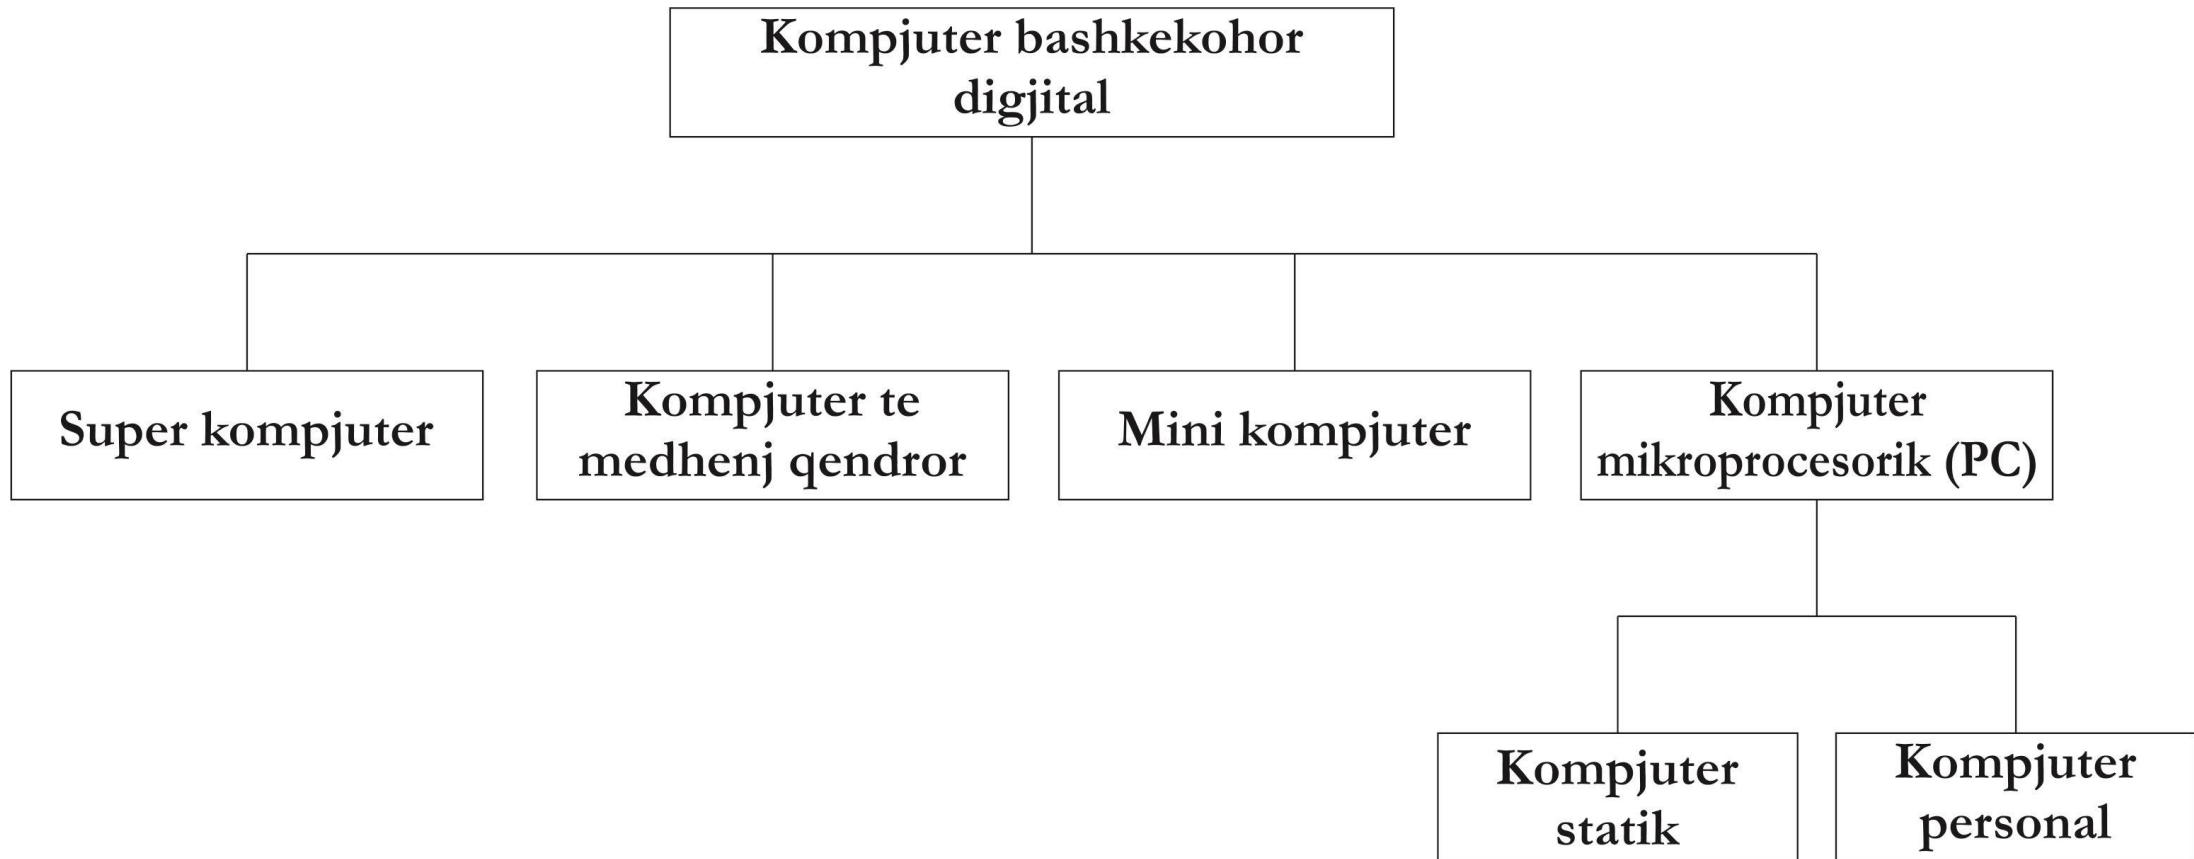 Kompjuter bashkekohor
digjital
Super kompjuter
Kompjuter te
medhenj qendror
Mini kompjuter
Kompjuter
mikroprocesorik (PC)
Kompjuter
statik
Kompjuter
personal